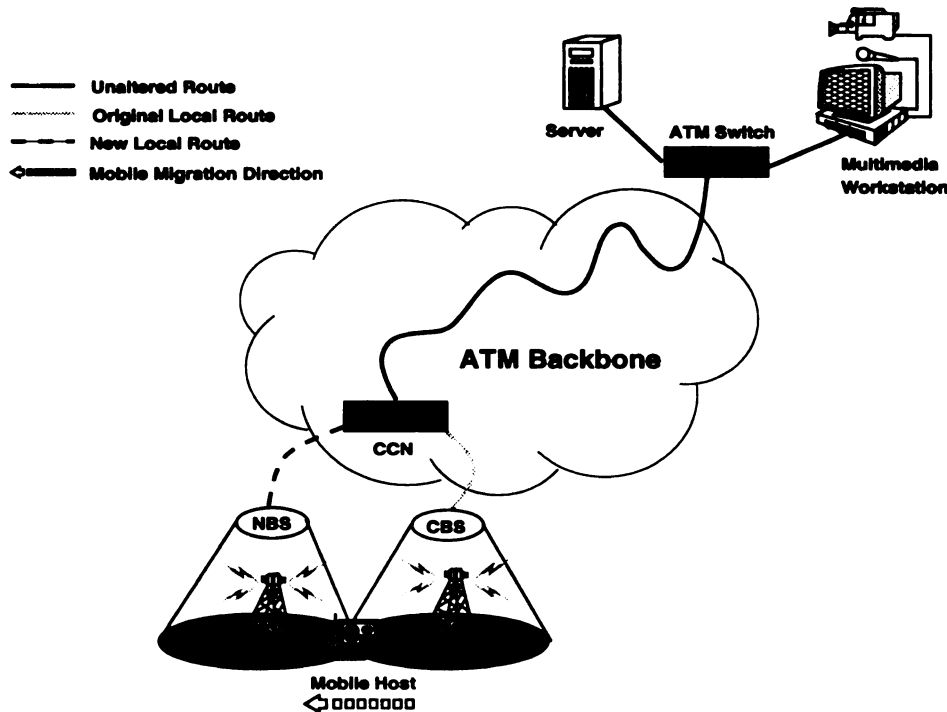 Unaltered Route
Original Local Route
New Local Route
Mobile Migration Direction
Server
ATM Switch
Multimedia
Workstation
ATM Backbone
CCN
NBS
CBS
Mobile Host